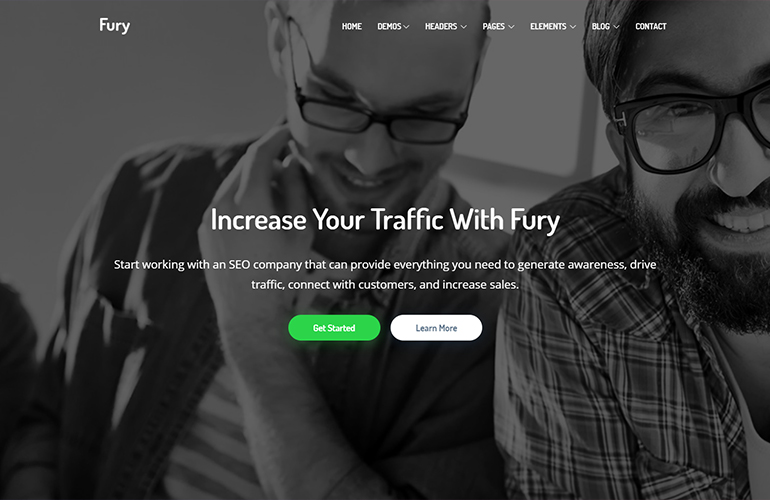 Fury
HOME DEMOS HEADERS PAGES ELEMENTS BLOG CONTACT
Increase Your Traffic With Fury
Start working with an SEO company that can provide everything you need to generate awareness, drive
traffic, connect with customers, and increase sales.
Get Started Learn More